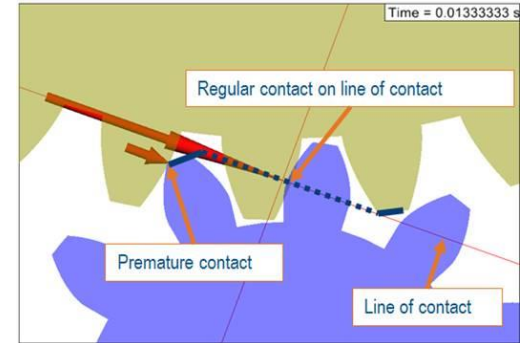 Time = 0.01333333 s
Regular contact on line of contact
Premature contact
Line of contact